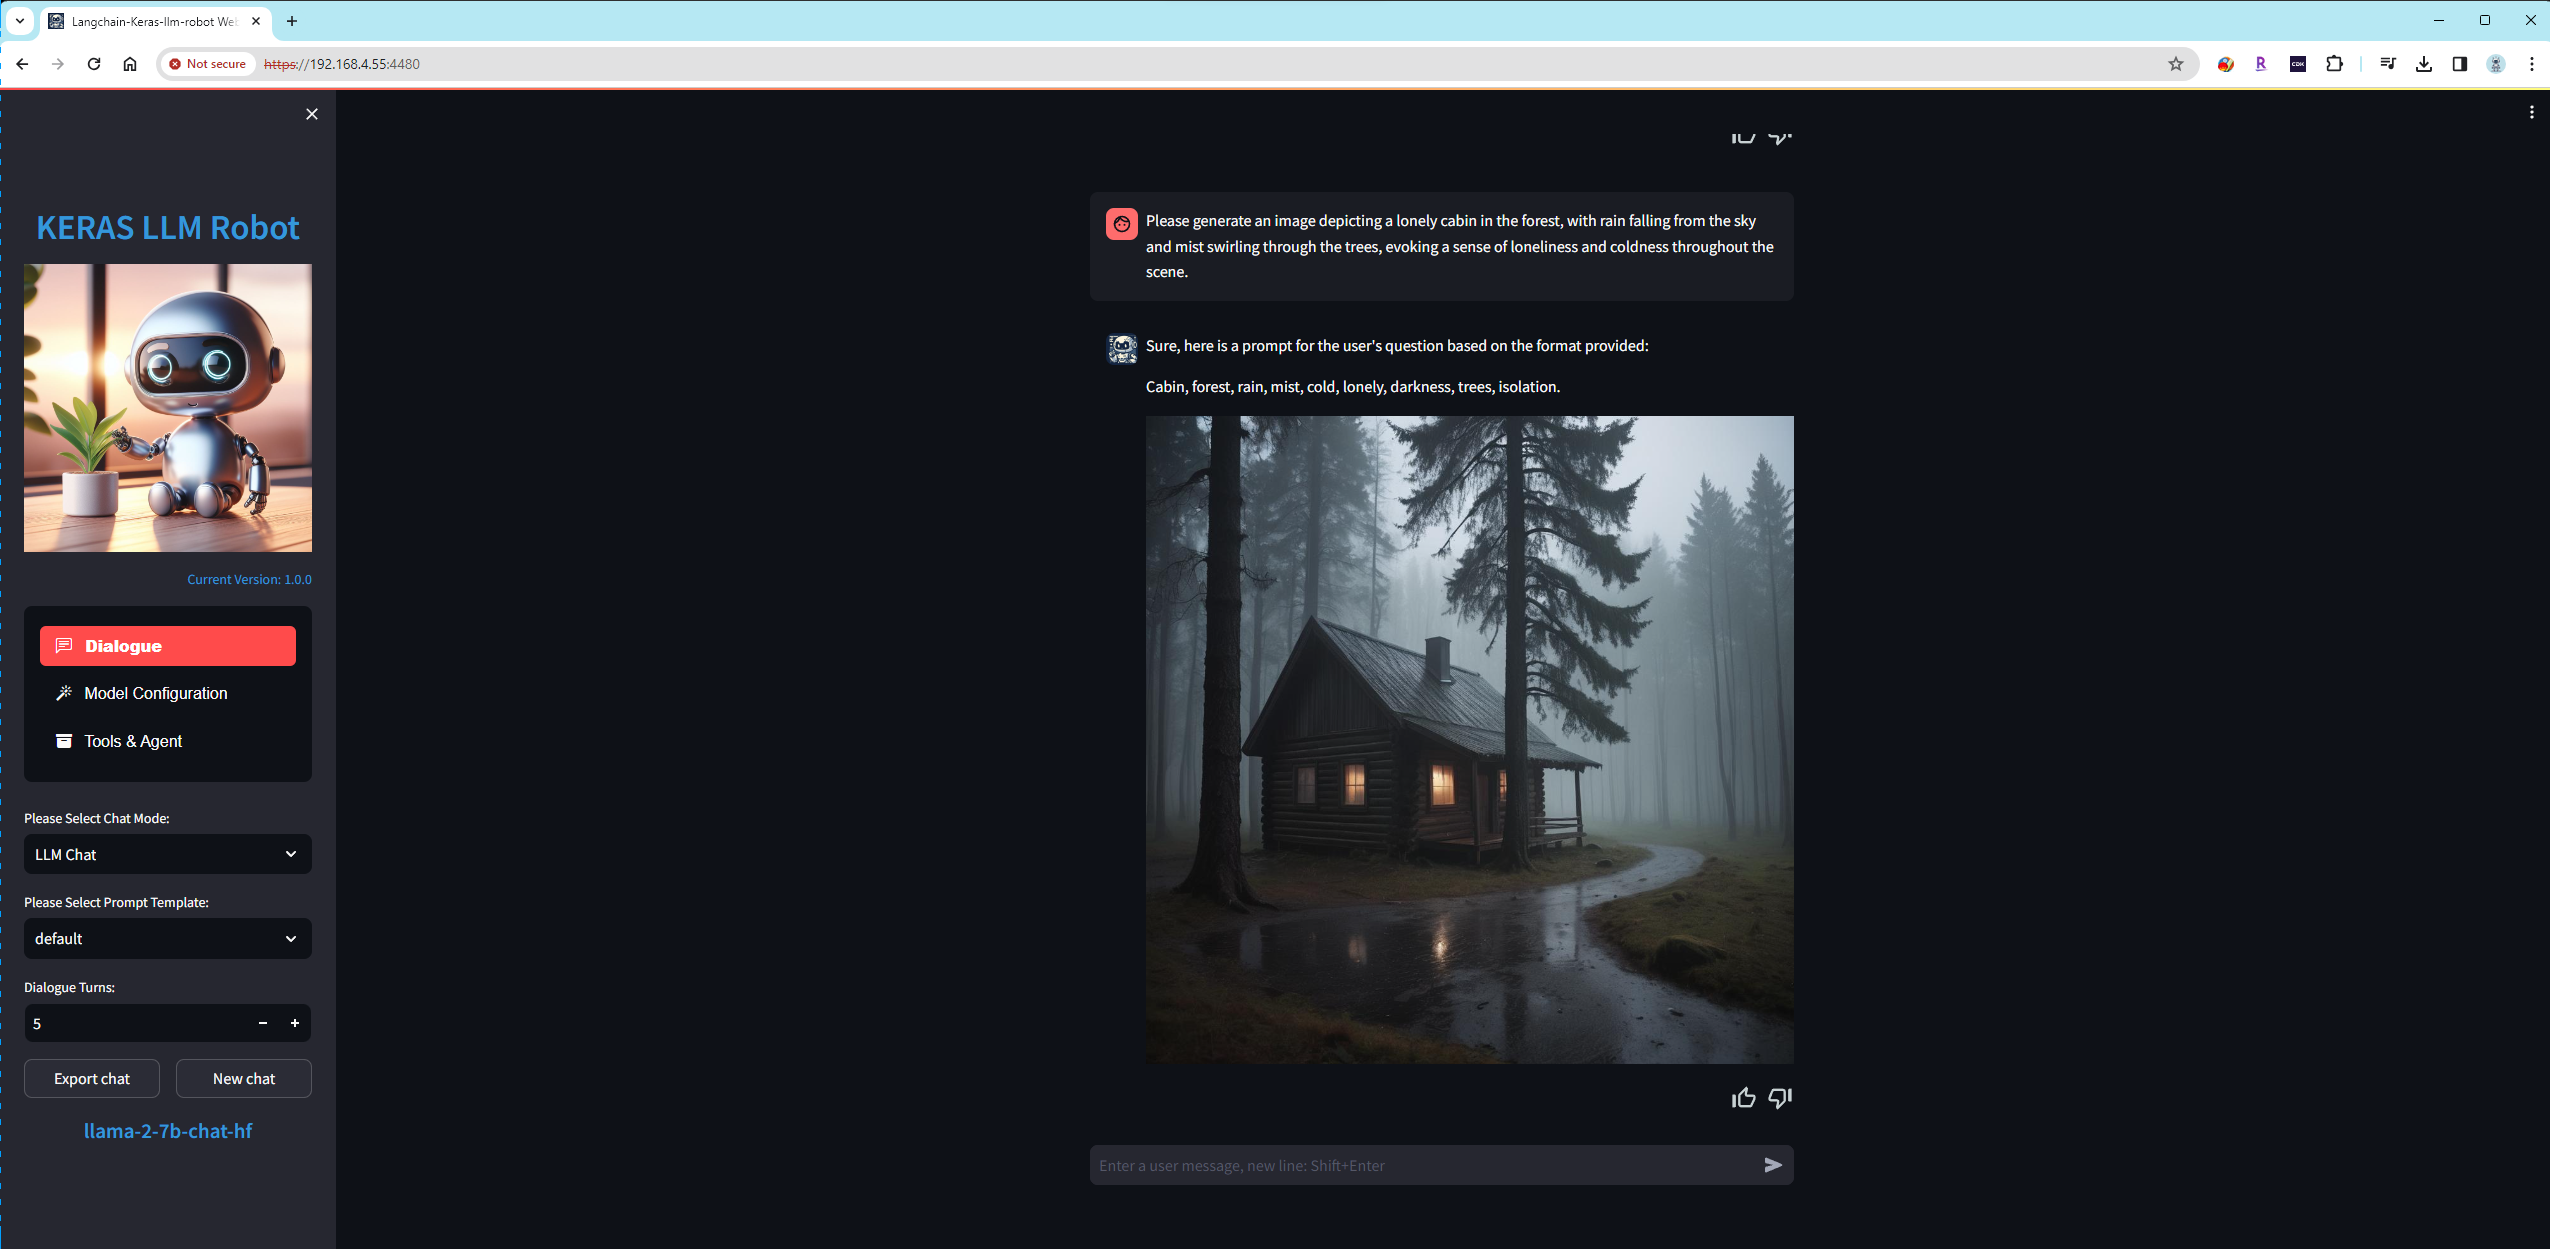 Langchain-Keras-llm-robot We
Not secure
https://192.168.4.55:4480
CDK
KERAS LLM Robot
Current Version: 1.0.0
Dialogue
Model Configuration
Tools & Agent
Please Select Chat Mode:
LLM Chat
Please Select Prompt Template:
default
Dialogue Turns:
5
Export chat
New chat
llama-2-7b-chat-hf
Please generate an image depicting a lonely cabin in the forest, with rain falling from the sky
and mist swirling through the trees, evoking a sense of loneliness and coldness throughout the
scene.
Sure, here is a prompt for the user's question based on the format provided:
Cabin, forest, rain, mist, cold, lonely, darkness, trees, isolation.
Enter a user message, new line: Shift+Enter